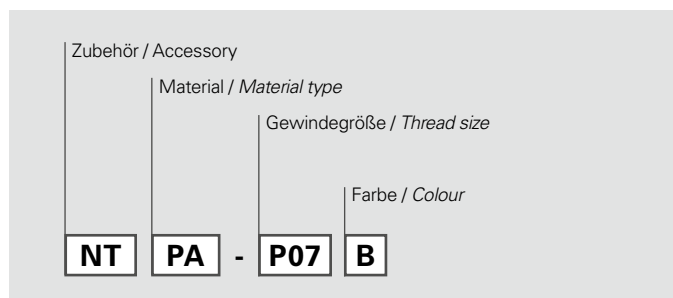 Zubehör / Accessory
Material / Material type
Gewindegröße / Thread size
Farbe / Colour
NT PA - P07 B